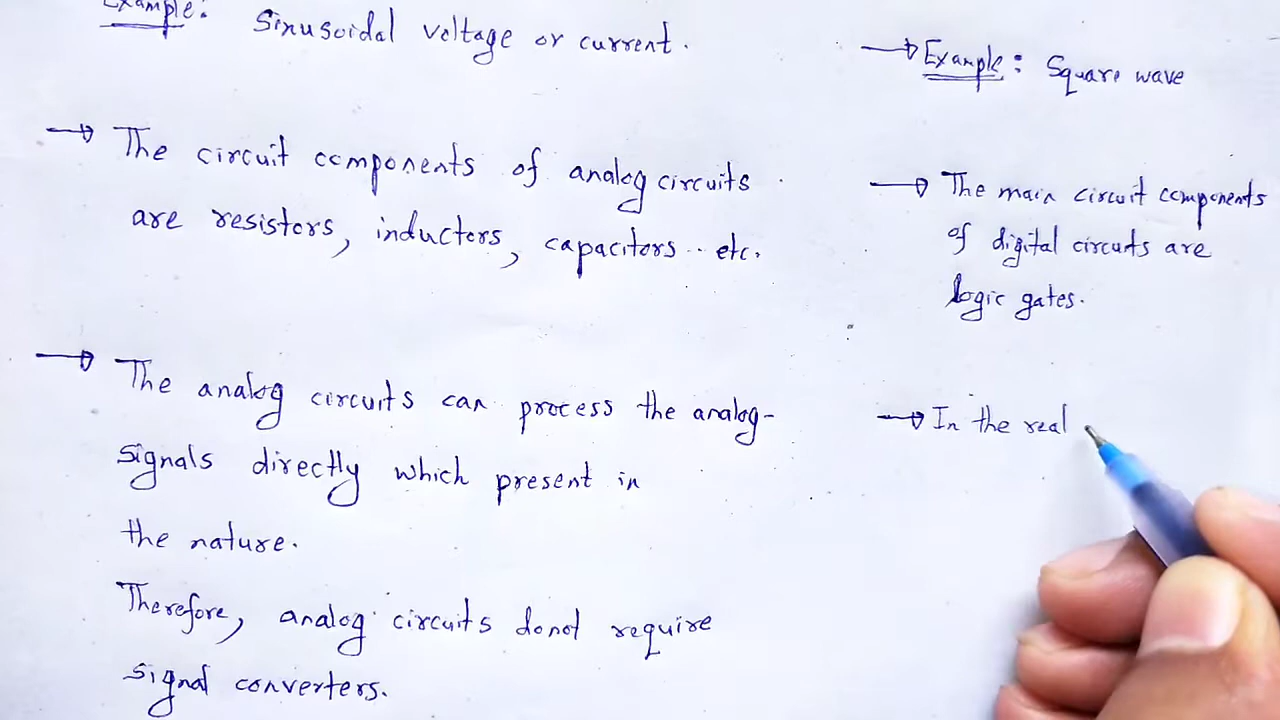 Example: Sinusoidal voltage or current.
→ The circuit components of analog circuits
are resistors, inductors, capacitors... etc.
→ The analog circuits can process the analog-
signals directly which present in
the nature.
Therefore, analog circuits donot require
signal converters.
→ Example: Square wave
→ The main circuit components
of digital circuits are
logic gates.
→ In the real